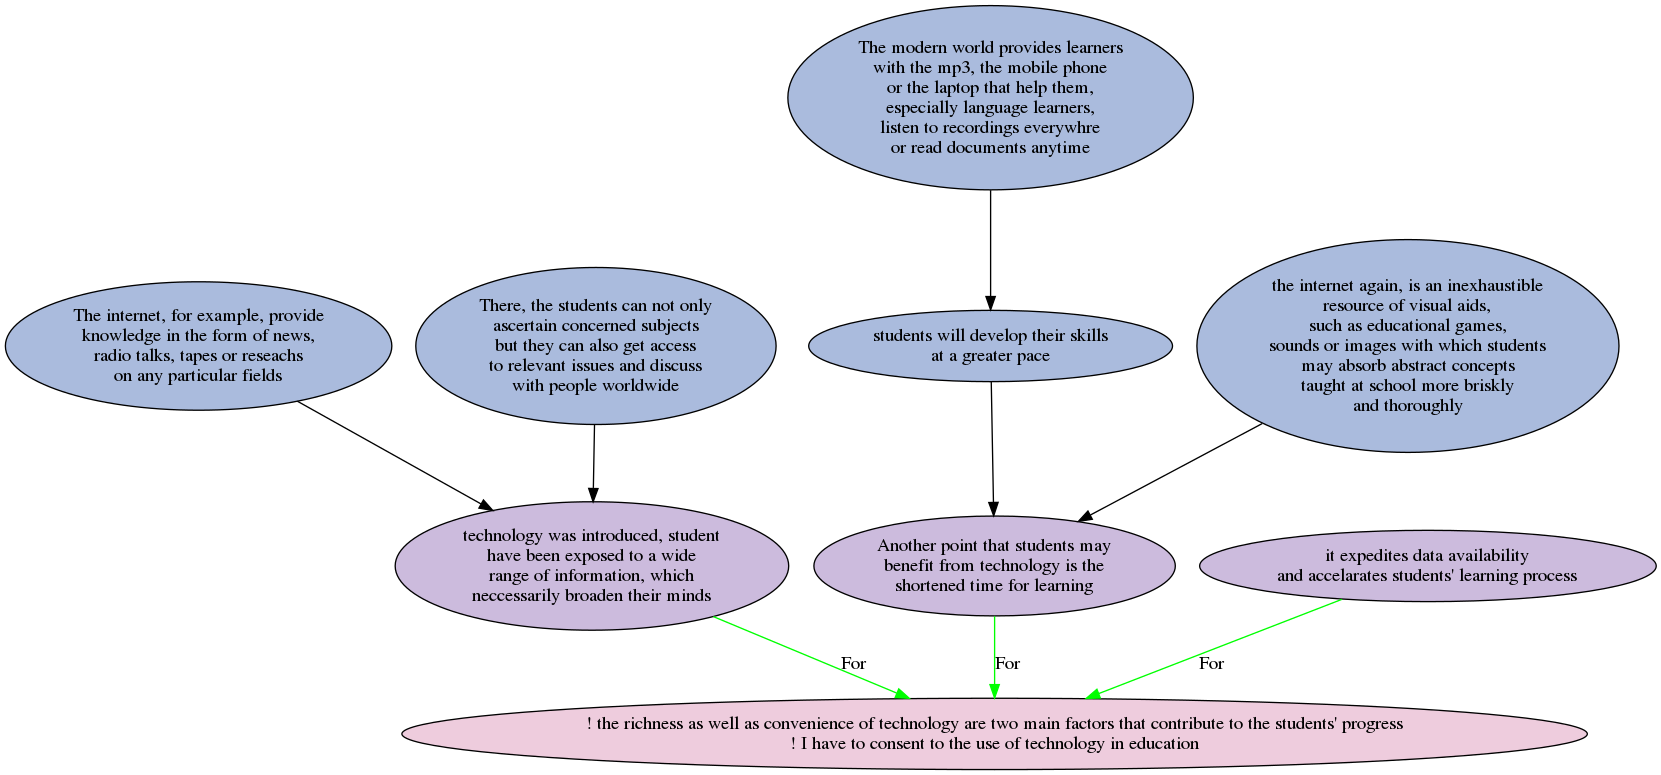 The modern world provides learners
with the mp3, the mobile phone
or the laptop that help them,
especially language learners,
listen to recordings everywhre
or read documents anytime
The internet, for example, provide
knowledge in the form of news,
radio talks, tapes or reseachs
on any particular fields
There, the students can not only
ascertain concerned subjects
but they can also get access
to relevant issues and discuss
with people worldwide
students will develop their skills
at a greater pace
the internet again, is an inexhaustible
resource of visual aids,
such as educational games,
sounds or images with which students
may absorb abstract concepts
taught at school more briskly
and thoroughly
technology was introduced, student
have been exposed to a wide
range of information, which
neccessarily broaden their minds
Another point that students may
benefit from technology is the
shortened time for learning
it expedites data availability
and accelarates students' learning process
For
For
For
! the richness as well as convenience of technology are two main factors that contribute to the students' progress
! I have to consent to the use of technology in education